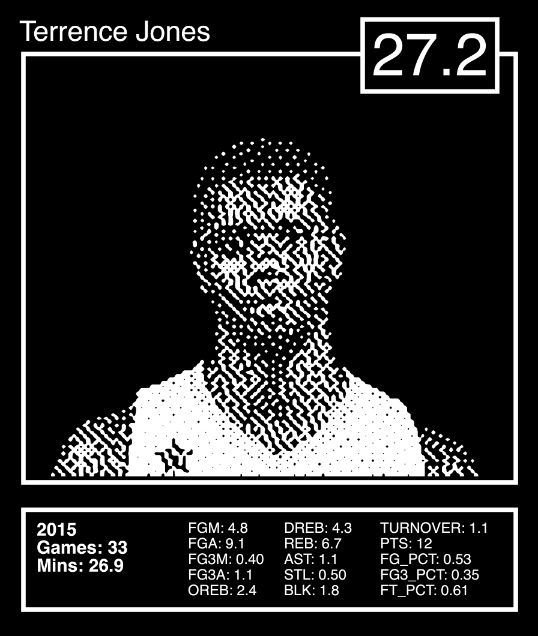 Terrence Jones
27.2
2015
Games: 33
Mins: 26.9
FGM: 4.8
FGA: 9.1
FG3M: 0.40
FG3A: 1.1
OREB: 2.4
DREB: 4.3
REB: 6.7
AST: 1.1
STL: 0.50
BLK: 1.8
TURNOVER: 1.1
PTS: 12
FG_PCT: 0.53
FG3_PCT: 0.35
FT_PCT: 0.61